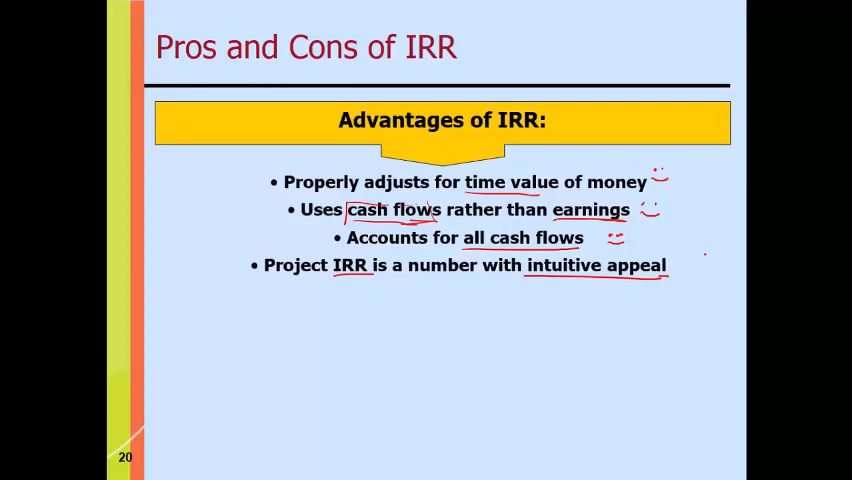 Pros and Cons of IRR
Advantages of IRR:
• Properly adjusts for time value of money
• Uses cash flows rather than earnings
• Accounts for all cash flows
• Project IRR is a number with intuitive appeal
20